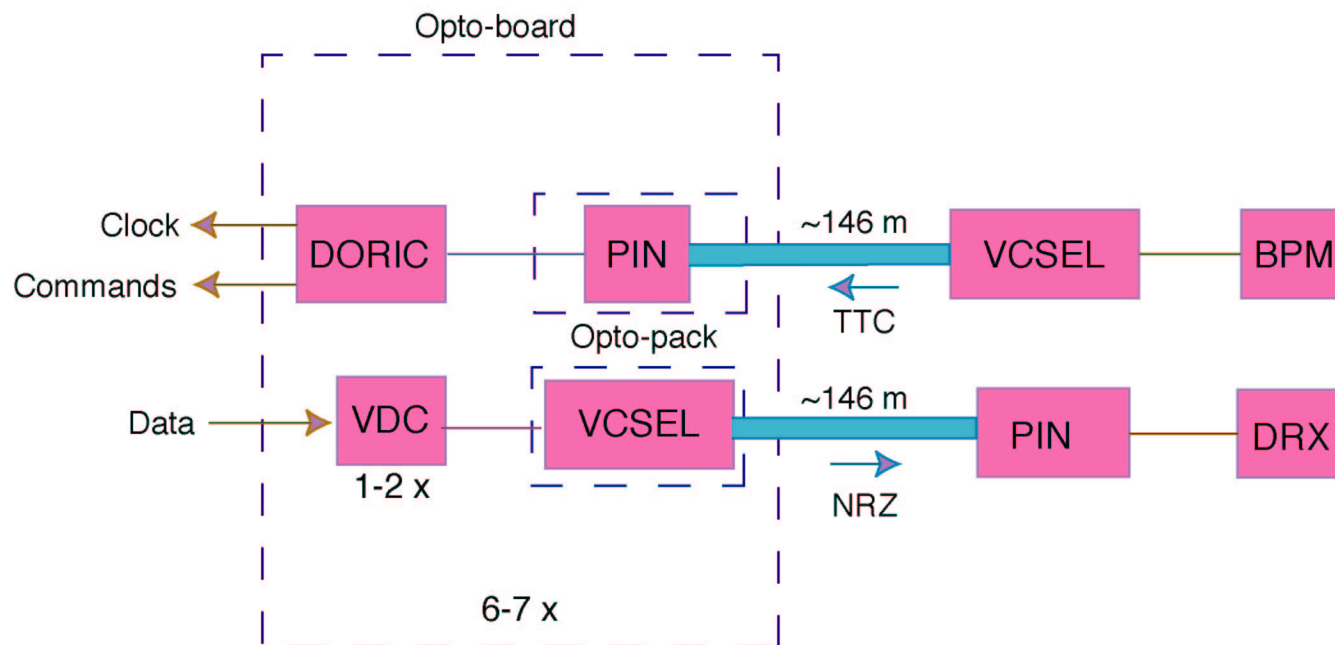 Opto-board
Clock
Commands
DORIC
PIN
~146 m
TTC
VCSEL
BPM
Opto-pack
Data
VDC
1-2 x
VCSEL
~146 m
NRZ
PIN
DRX
6-7 x